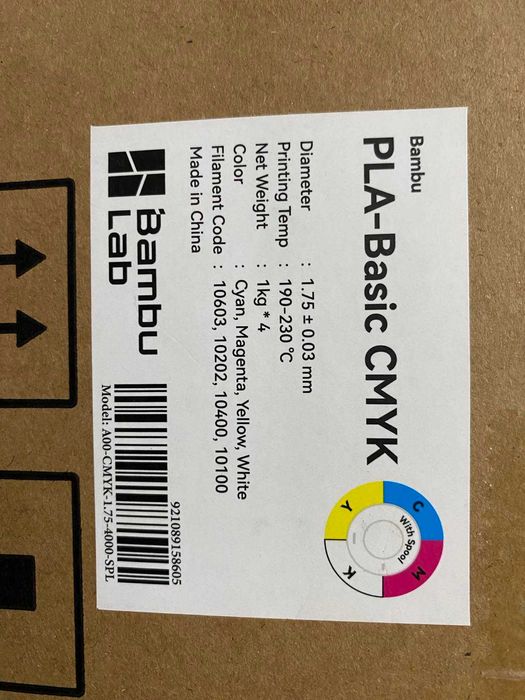 Bambu
PLA-Basic CMYK
C
M
Y
K
With Spool
Diameter : 1.75 ± 0.03 mm
Printing Temp : 190-230 °C
Net Weight : 1kg * 4
Color : Cyan, Magenta, Yellow, White
Filament Code : 10603, 10202, 10400, 10100
Made in China
Bambu
Lab
921089158605
Model: A00-CMYK-1.75-4000-SPL